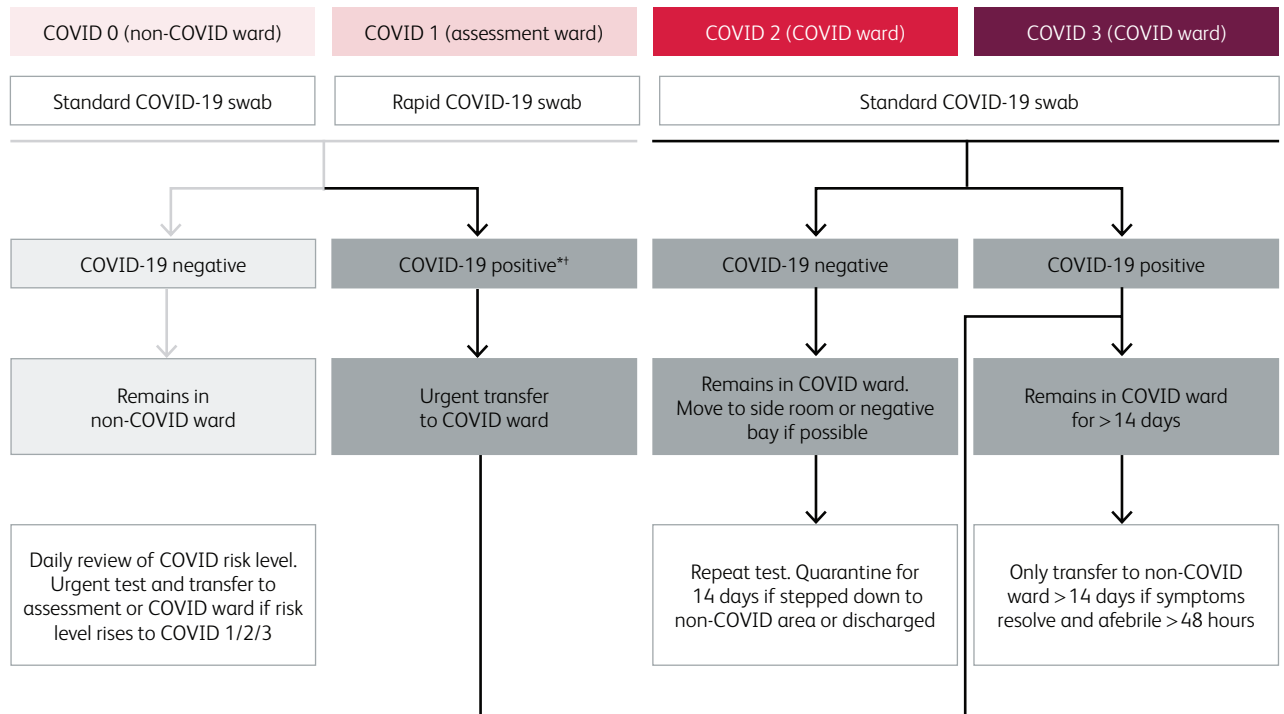 COVID 0 (non-COVID ward)
COVID 1 (assessment ward)
COVID 2 (COVID ward)
COVID 3 (COVID ward)
Standard COVID-19 swab
Rapid COVID-19 swab
Standard COVID-19 swab
COVID-19 negative
COVID-19 positive*†
COVID-19 negative
COVID-19 positive
Remains in
non-COVID ward
Urgent transfer
to COVID ward
Remains in COVID ward.
Move to side room or negative
bay if possible
Remains in COVID ward
for >14 days
Daily review of COVID risk level.
Urgent test and transfer to
assessment or COVID ward if risk
level rises to COVID 1/2/3
Repeat test. Quarantine for
14 days if stepped down to
non-COVID area or discharged
Only transfer to non-COVID
ward >14 days if symptoms
resolve and afebrile >48 hours